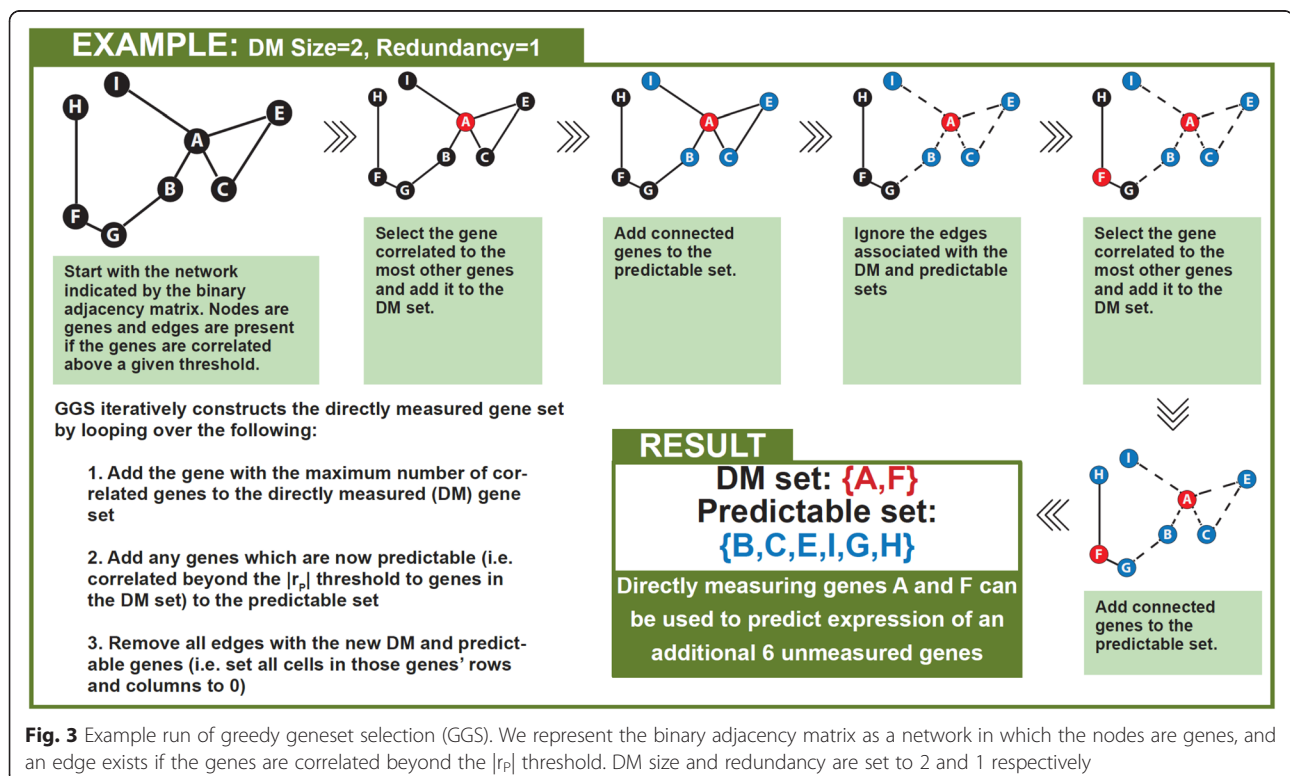 EXAMPLE: DM Size=2, Redundancy=1
I
H
E
A
B
C
F
G
I
H
E
A
B
C
F
G
I
H
E
A
B
C
F
G
I
H
E
A
B
C
F
G
I
H
E
A
B
C
F
G
Start with the network
indicated by the binary
adjacency matrix. Nodes are
genes and edges are present
if the genes are correlated
above a given threshold.
Select the gene
correlated to the
most other genes
and add it to the
DM set.
Add connected
genes to the
predictable set.
Ignore the edges
associated with the
DM and predictable
sets
Select the gene
correlated to the
most other genes
and add it to the
DM set.
GGS iteratively constructs the directly measured gene set
by looping over the following:
1. Add the gene with the maximum number of cor-
related genes to the directly measured (DM) gene
set
2. Add any genes which are now predictable (i.e.
correlated beyond the |rp| threshold to genes in
the DM set) to the predictable set
3. Remove all edges with the new DM and predict-
able genes (i.e. set all cells in those genes’ rows
and columns to 0)
RESULT
DM set: {A,F}
Predictable set:
{B,C,E,I,G,H}
Directly measuring genes A and F can
be used to predict expression of an
additional 6 unmeasured genes
I
H
E
A
B
C
F
G
Add connected
genes to the
predictable set.
Fig. 3 Example run of greedy geneset selection (GGS). We represent the binary adjacency matrix as a network in which the nodes are genes, and
an edge exists if the genes are correlated beyond the |rP| threshold. DM size and redundancy are set to 2 and 1 respectively